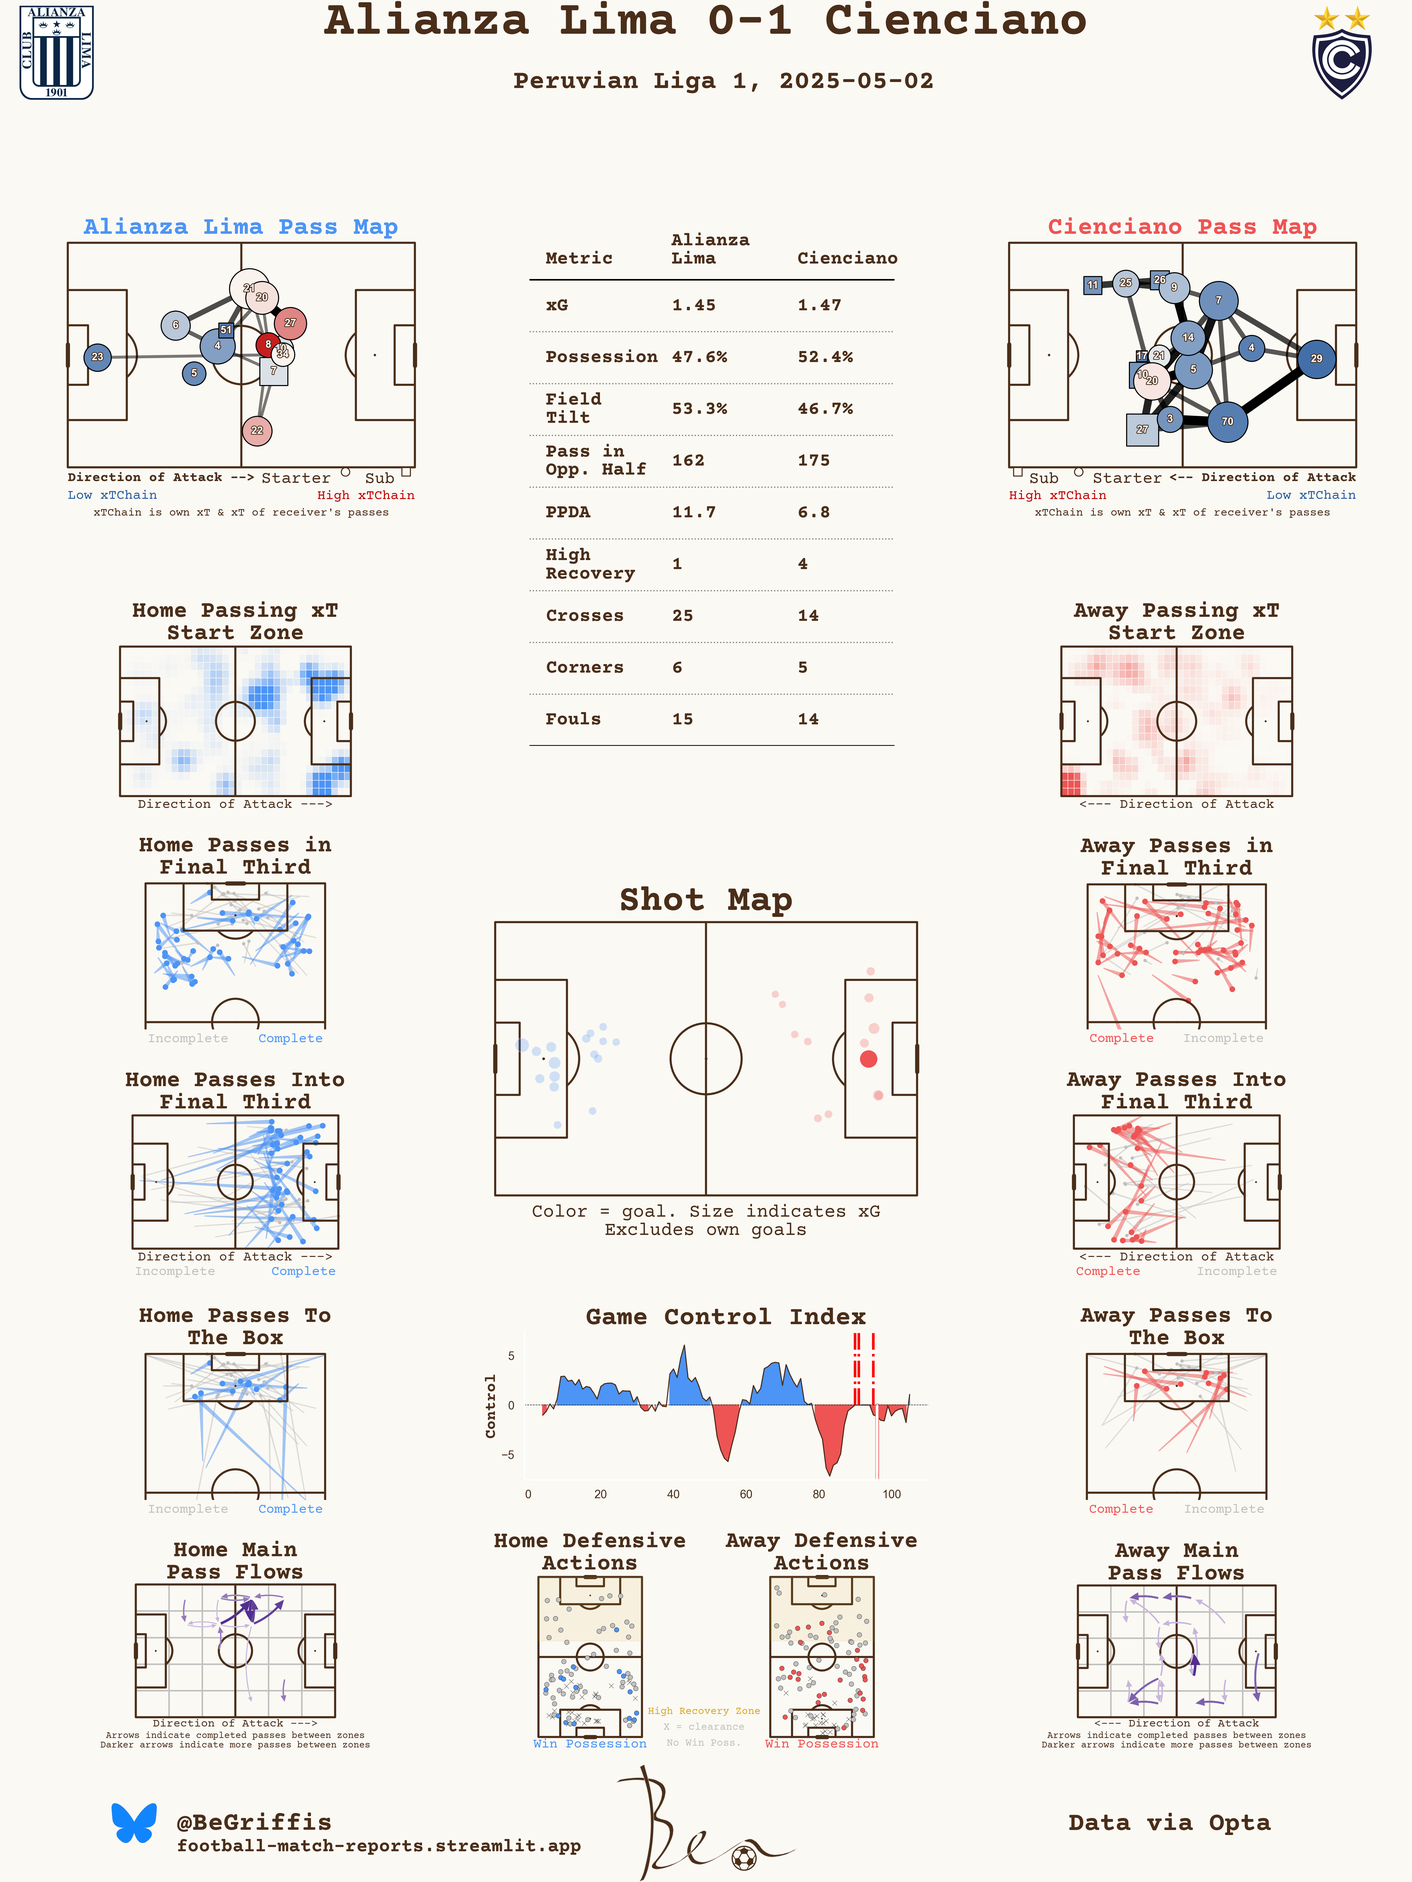 Alianza Lima 0-1 Cienciano
Peruvian Liga 1, 2025-05-02
ALIANZA
CLUB
LIMA
1901
C
Alianza Lima Pass Map
21
20
27
6
51
4
8
34
23
5
7
22
Direction of Attack --> Starter Sub
Low xTChain High xTChain
xTChain is own xT & xT of receiver's passes
Metric Alianza Lima Cienciano
xG 1.45 1.47
Possession 47.6% 52.4%
Field Tilt 53.3% 46.7%
Pass in Opp. Half 162 175
PPDA 11.7 6.8
High Recovery 1 4
Crosses 25 14
Corners 6 5
Fouls 15 14
Cienciano Pass Map
11
25
26
9
7
14
4
17
21
29
10
20
5
3
27
70
Sub Starter <-- Direction of Attack
High xTChain Low xTChain
xTChain is own xT & xT of receiver's passes
Home Passing xT
Start Zone
Direction of Attack --->
Away Passing xT
Start Zone
<--- Direction of Attack
Home Passes in
Final Third
Incomplete Complete
Away Passes in
Final Third
Complete Incomplete
Shot Map
Color = goal. Size indicates xG
Excludes own goals
Home Passes Into
Final Third
Direction of Attack --->
Incomplete Complete
Away Passes Into
Final Third
<--- Direction of Attack
Complete Incomplete
Home Passes To
The Box
Incomplete Complete
Game Control Index
Control
5
0
−5
0 20 40 60 80 100
Away Passes To
The Box
Complete Incomplete
Home Main
Pass Flows
Direction of Attack --->
Arrows indicate completed passes between zones
Darker arrows indicate more passes between zones
Home Defensive
Actions
Win Possession
Away Defensive
Actions
Win Possession
High Recovery Zone
X = clearance
No Win Poss.
Away Main
Pass Flows
<--- Direction of Attack
Arrows indicate completed passes between zones
Darker arrows indicate more passes between zones
@BeGriffis
football-match-reports.streamlit.app
Ben
Data via Opta